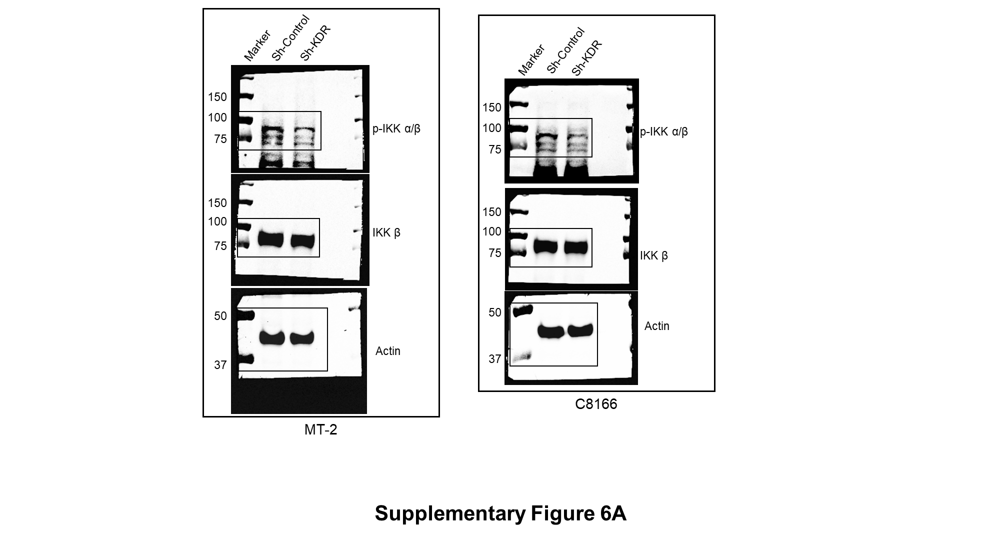 Marker
Sh-Control
Sh-KDR
150
100
75
p-IKK α/β
150
100
75
IKK β
50
37
Actin
MT-2
Marker
Sh-Control
Sh-KDR
150
100
75
p-IKK α/β
150
100
75
IKK β
50
37
Actin
C8166
Supplementary Figure 6A